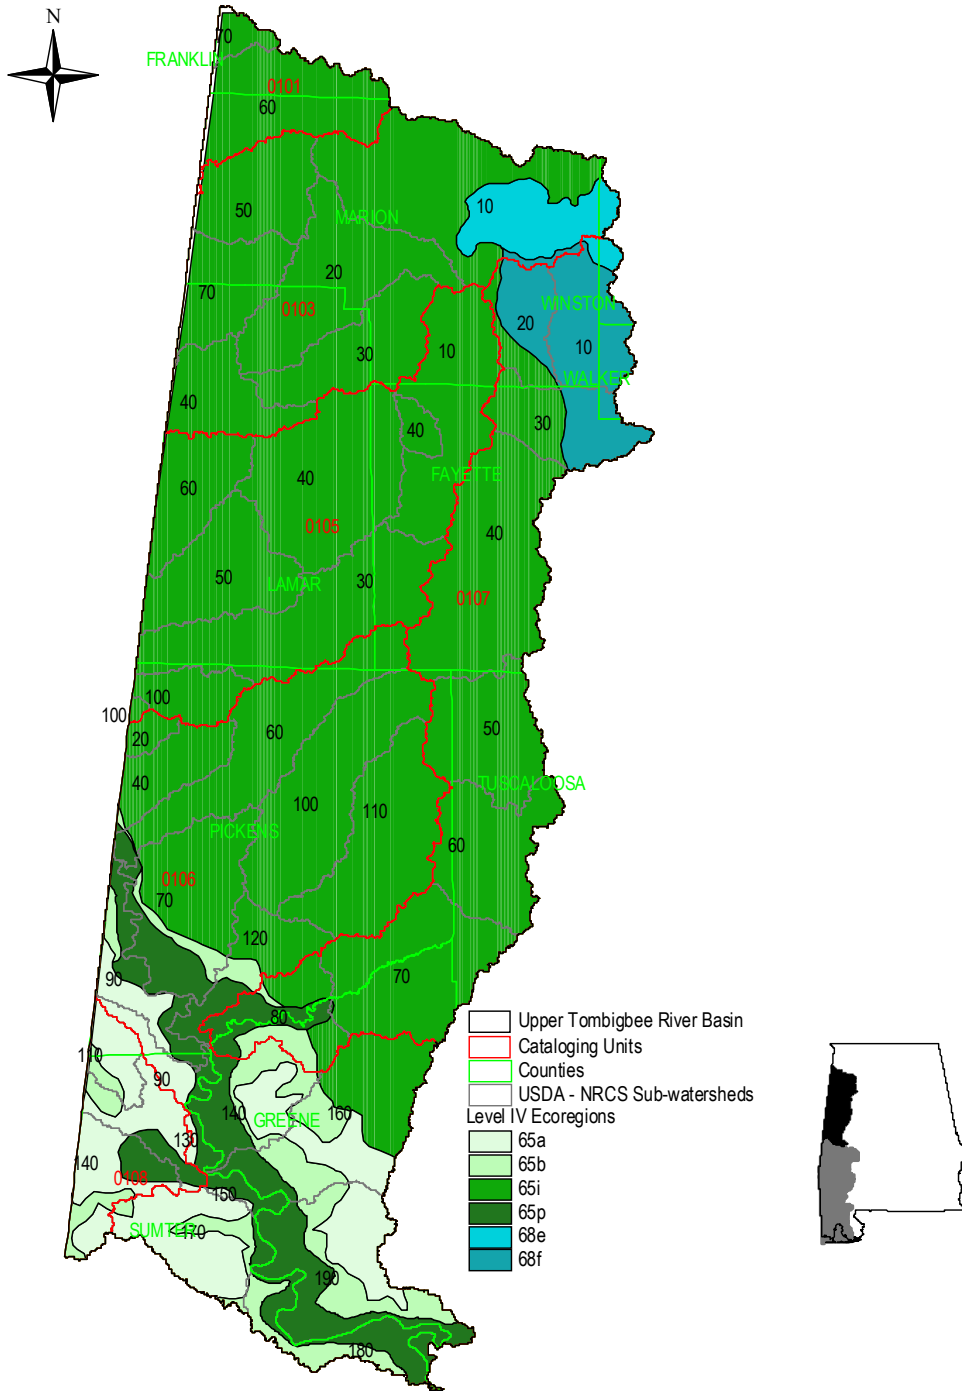 N
70
FRANKLIN
0101
60
50
MARION
10
20
70
0103
WINSTON
20
10
30
10
WALKER
40
40
30
60
40
FAYETTE
0105
40
50
LAMAR
30
0107
100
100
20
60
50
40
TUSCALOOSA
100
110
PICKENS
60
0106
70
120
90
70
80
110
90
140
GREENE
160
130
140
0108
150
SUMTER
170
190
180
Upper Tombigbee River Basin
Cataloging Units
Counties
USDA - NRCS Sub-watersheds
Level IV Ecoregions
65a
65b
65i
65p
68e
68f